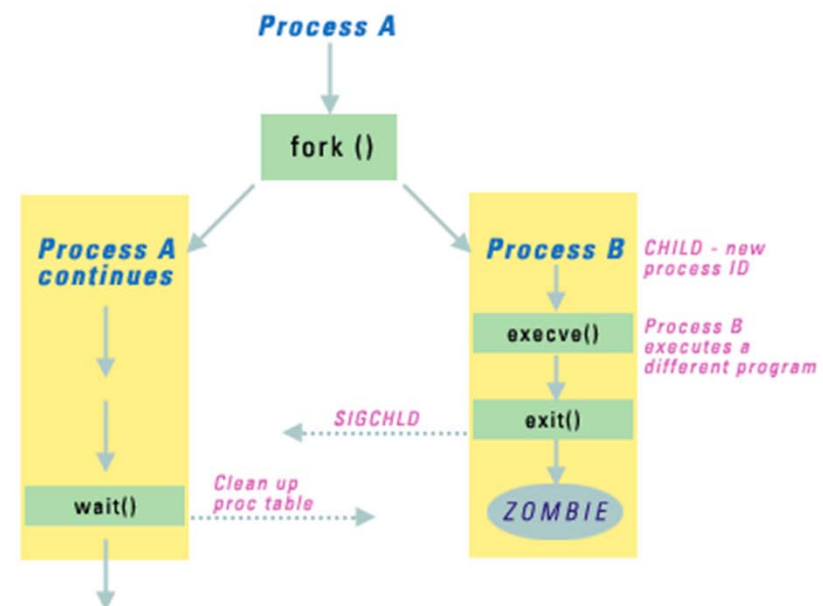 Process A
fork ()
Process A
continues
Process B
CHILD - new
process ID
execve()
Process B
executes a
different program
SIGCHLD
exit()
Clean up
proc table
wait()
ZOMBIE